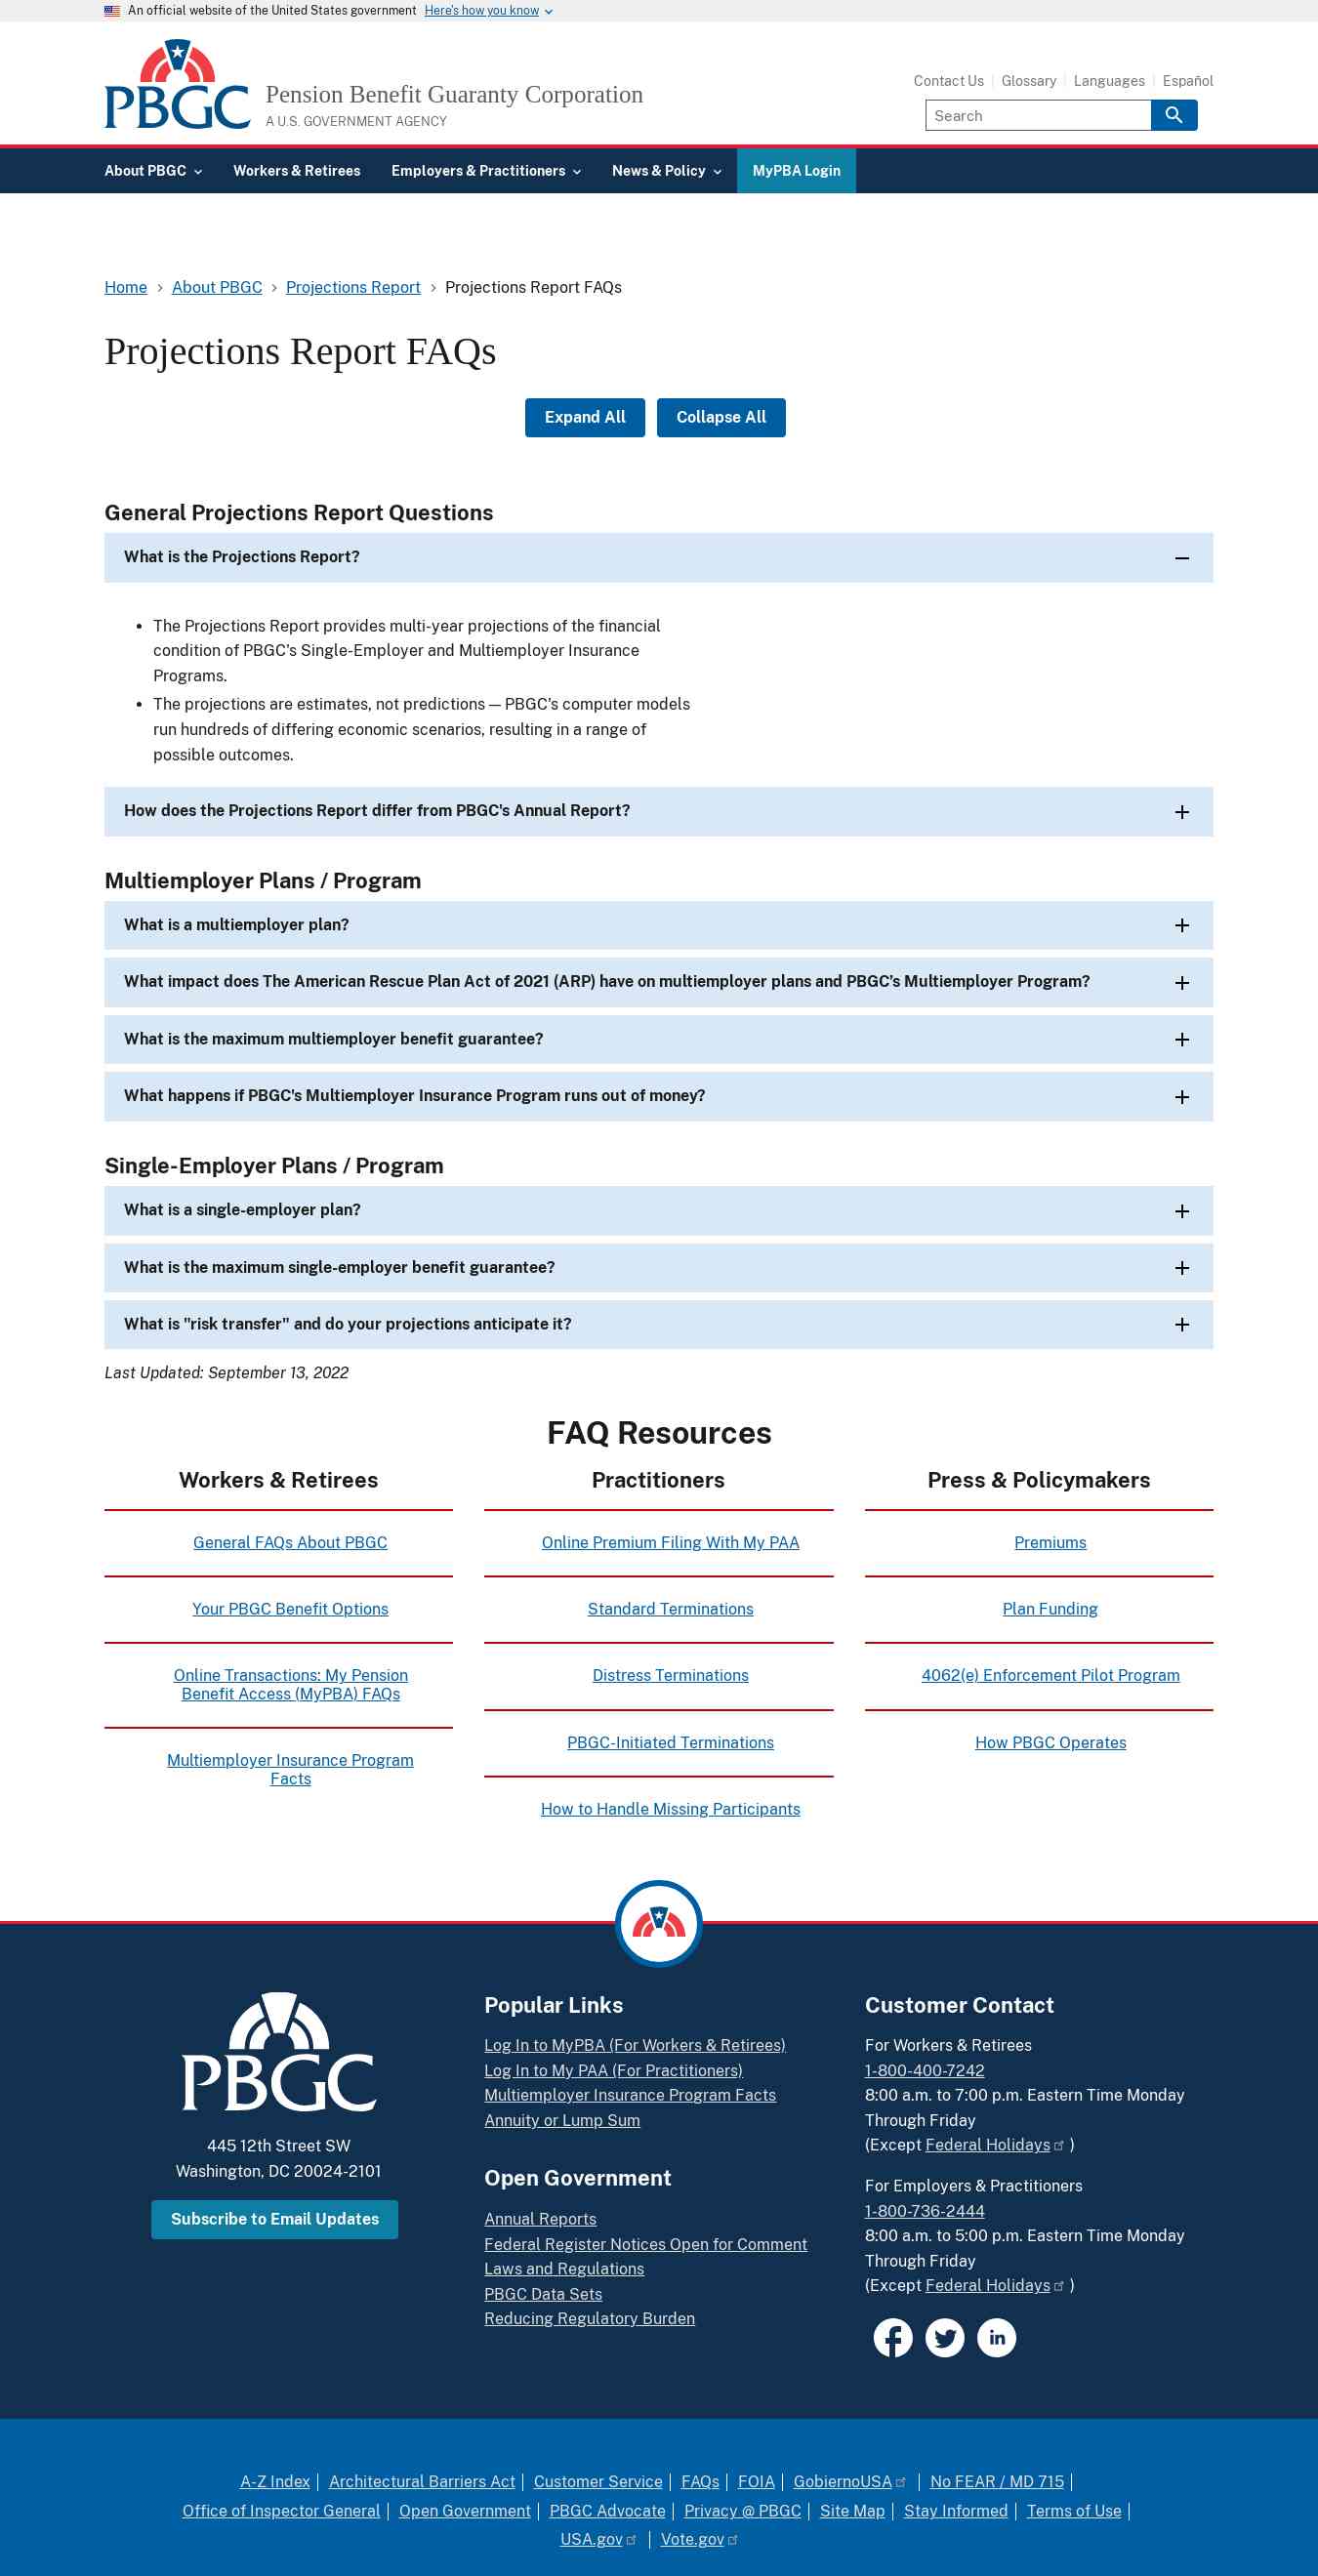 An official website of the United States government Here's how you know
PBGC
Pension Benefit Guaranty Corporation
A U.S. GOVERNMENT AGENCY
Contact Us Glossary Languages Español
Search
About PBGC Workers & Retirees Employers & Practitioners News & Policy MyPBA Login
Home About PBGC Projections Report Projections Report FAQs
Projections Report FAQs
Expand All Collapse All
General Projections Report Questions
What is the Projections Report?
• The Projections Report provides multi-year projections of the financial
condition of PBGC's Single-Employer and Multiemployer Insurance
Programs.
• The projections are estimates, not predictions — PBGC's computer models
run hundreds of differing economic scenarios, resulting in a range of
possible outcomes.
How does the Projections Report differ from PBGC's Annual Report?
Multiemployer Plans / Program
What is a multiemployer plan?
What impact does The American Rescue Plan Act of 2021 (ARP) have on multiemployer plans and PBGC’s Multiemployer Program?
What is the maximum multiemployer benefit guarantee?
What happens if PBGC's Multiemployer Insurance Program runs out of money?
Single-Employer Plans / Program
What is a single-employer plan?
What is the maximum single-employer benefit guarantee?
What is "risk transfer" and do your projections anticipate it?
Last Updated: September 13, 2022
FAQ Resources
Workers & Retirees
General FAQs About PBGC
Your PBGC Benefit Options
Online Transactions: My Pension
Benefit Access (MyPBA) FAQs
Multiemployer Insurance Program
Facts
Practitioners
Online Premium Filing With My PAA
Standard Terminations
Distress Terminations
PBGC-Initiated Terminations
How to Handle Missing Participants
Press & Policymakers
Premiums
Plan Funding
4062(e) Enforcement Pilot Program
How PBGC Operates
PBGC
445 12th Street SW
Washington, DC 20024-2101
Subscribe to Email Updates
Popular Links
Log In to MyPBA (For Workers & Retirees)
Log In to My PAA (For Practitioners)
Multiemployer Insurance Program Facts
Annuity or Lump Sum
Open Government
Annual Reports
Federal Register Notices Open for Comment
Laws and Regulations
PBGC Data Sets
Reducing Regulatory Burden
Customer Contact
For Workers & Retirees
1-800-400-7242
8:00 a.m. to 7:00 p.m. Eastern Time Monday
Through Friday
(Except Federal Holidays )
For Employers & Practitioners
1-800-736-2444
8:00 a.m. to 5:00 p.m. Eastern Time Monday
Through Friday
(Except Federal Holidays )
in
A-Z Index Architectural Barriers Act Customer Service FAQs FOIA GobiernoUSA No FEAR / MD 715
Office of Inspector General Open Government PBGC Advocate Privacy @ PBGC Site Map Stay Informed Terms of Use
USA.gov Vote.gov